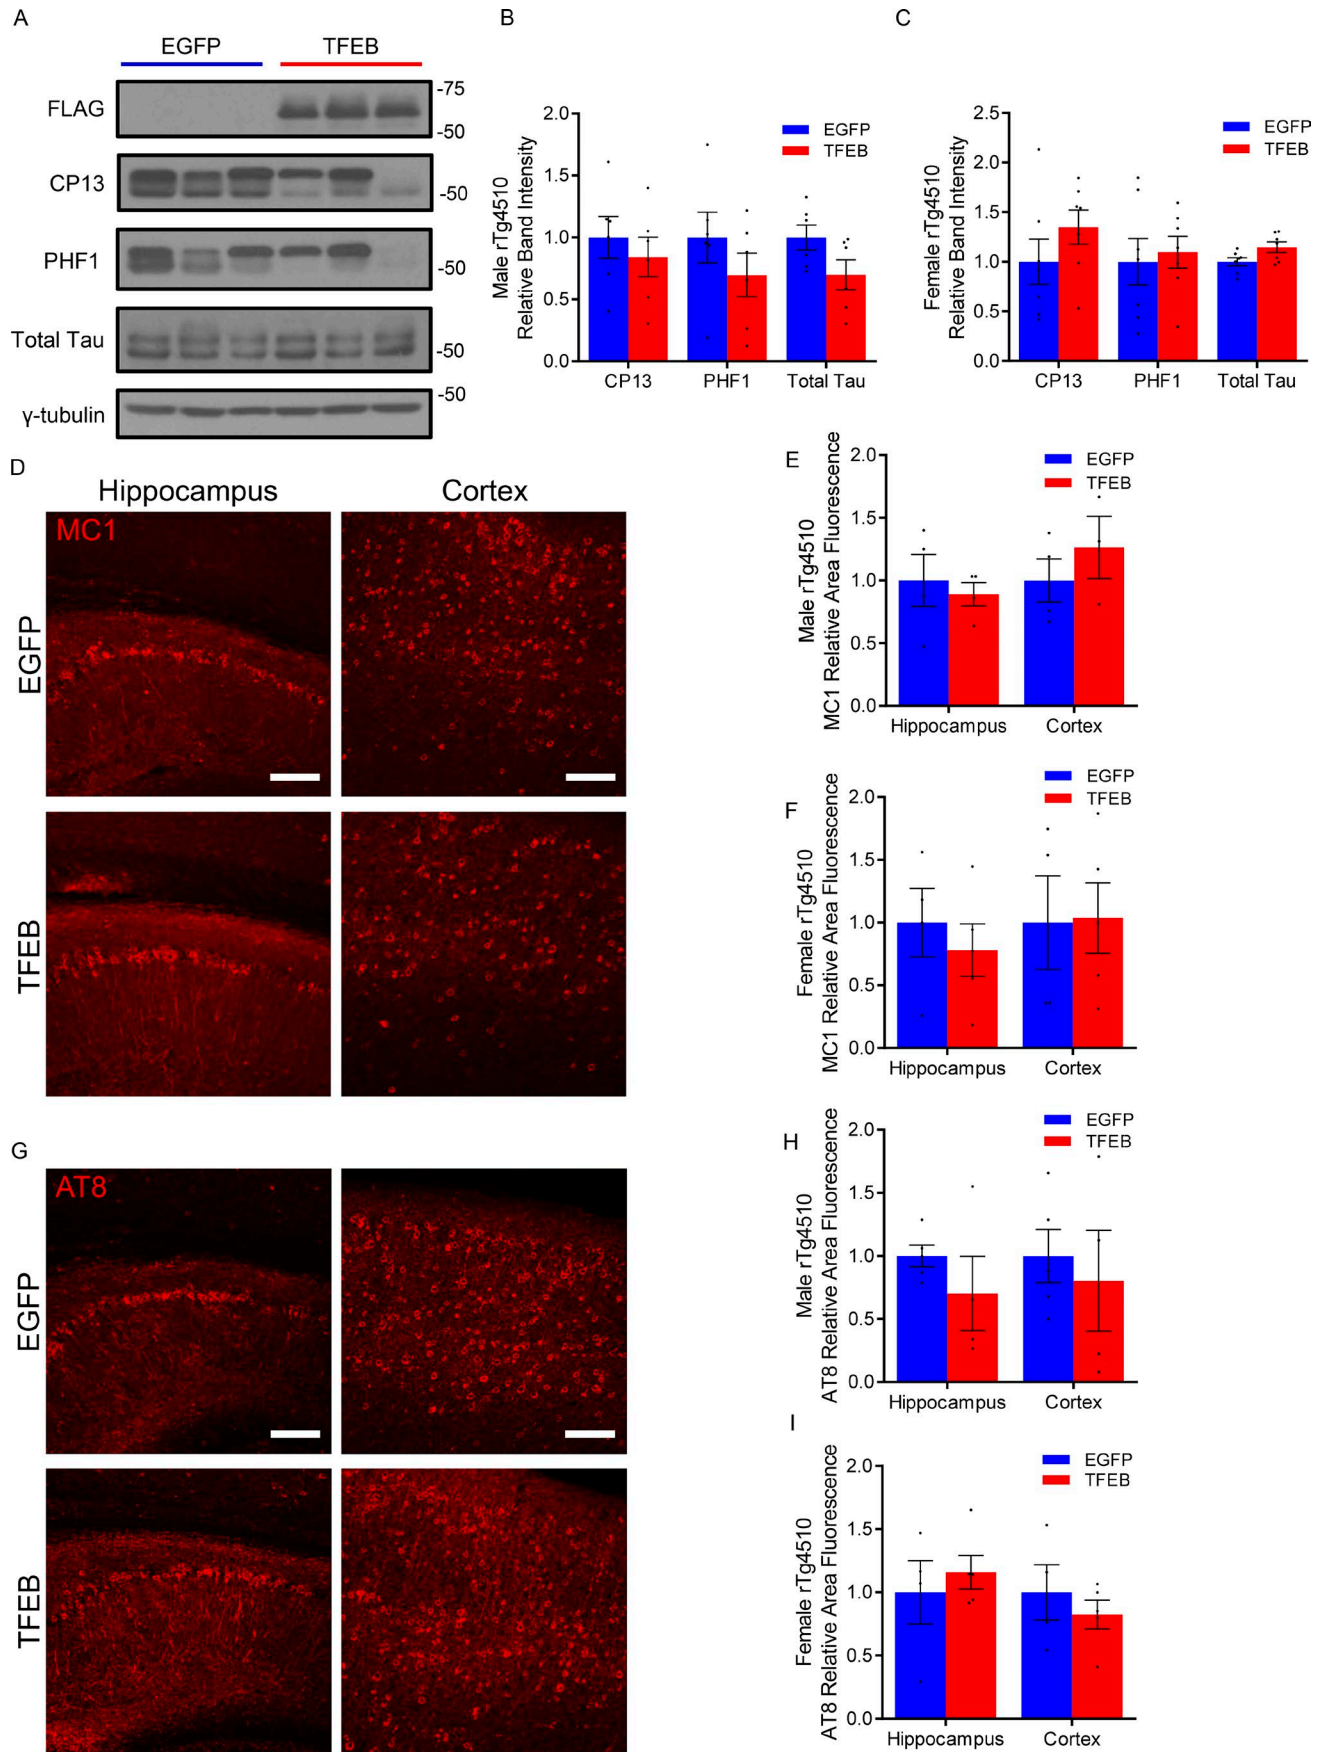 A
EGFP
TFEB
FLAG
-75
-50
CP13
-50
PHF1
-50
Total Tau
-50
γ-tubulin
-50
B
Male rTg4510
Relative Band Intensity
2.0
1.5
1.0
0.5
0.0
EGFP
TFEB
CP13
PHF1
Total Tau
C
Female rTg4510
Relative Band Intensity
2.5
2.0
1.5
1.0
0.5
0.0
EGFP
TFEB
CP13
PHF1
Total Tau
D
Hippocampus
Cortex
MC1
EGFP
TFEB
E
Male rTg4510
MC1 Relative Area Fluorescence
2.0
1.5
1.0
0.5
0.0
EGFP
TFEB
Hippocampus
Cortex
F
Female rTg4510
MC1 Relative Area Fluorescence
2.0
1.5
1.0
0.5
0.0
EGFP
TFEB
Hippocampus
Cortex
G
AT8
EGFP
TFEB
H
Male rTg4510
AT8 Relative Area Fluorescence
2.0
1.5
1.0
0.5
0.0
EGFP
TFEB
Hippocampus
Cortex
I
Female rTg4510
AT8 Relative Area Fluorescence
2.0
1.5
1.0
0.5
0.0
EGFP
TFEB
Hippocampus
Cortex